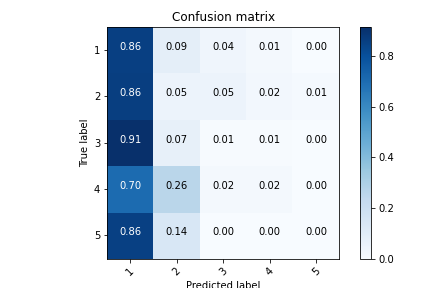 Confusion matrix
1 0.86 0.09 0.04 0.01 0.00
2 0.86 0.05 0.05 0.02 0.01
3 0.91 0.07 0.01 0.01 0.00
4 0.70 0.26 0.02 0.02 0.00
5 0.86 0.14 0.00 0.00 0.00
1 2 3 4 5
True label
Predicted label
0.8
0.6
0.4
0.2
0.0